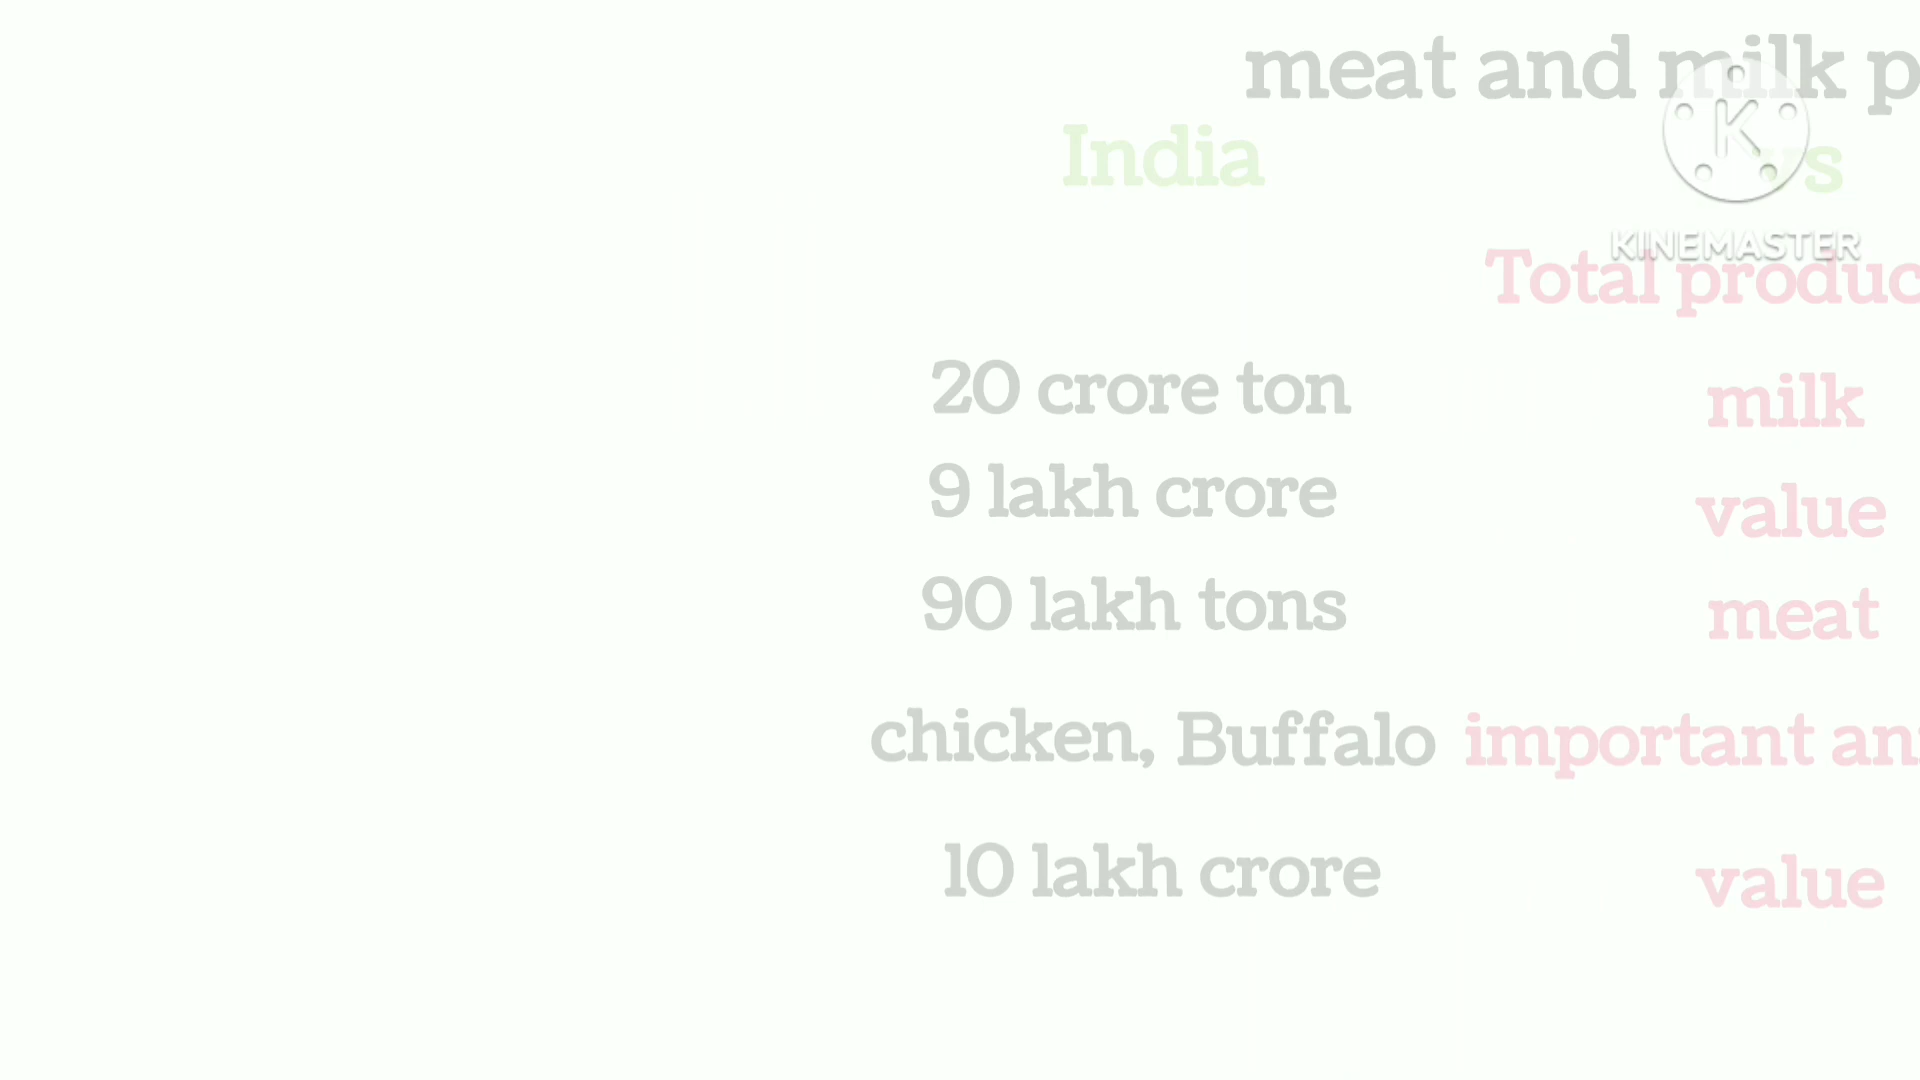 meat and milk p
India vs
KINEMASTER
Total produc
20 crore ton milk
9 lakh crore value
90 lakh tons meat
chicken, Buffalo important an
10 lakh crore value